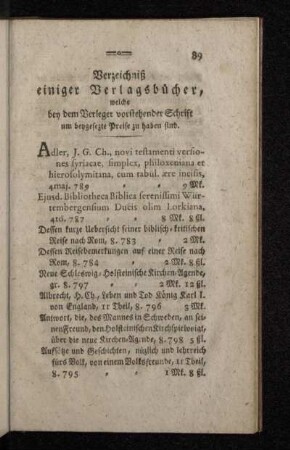 89
Verzeichniß
einiger Verlagsbücher,
welche
bey dem Verleger vorstehender Schrift
um beygesezte Preise zu haben sind.
Adler, J. G. Ch., novi testamenti versio-
nes syriacae, simplex, philoxeniana et
hierosolymitana, cum tabul. aere incisis,
4maj. 789 9 Mk.
Ejusd. Bibliotheca Biblica serenissimi Wür-
tembergensium Ducis olim Lorkiana,
4to. 787 8 Mk. 8 ßl.
Dessen kurze Uebersicht seiner biblisch-kritischen
Reise nach Rom, 8. 783 2 Mk.
Dessen Reisebemerkungen auf einer Reise nach
Rom, 8. 784 2 Mk. 8 ßl.
Neue Schleswig-Holsteinische Kirchen-Agende,
gr. 8. 797 2 Mk. 12 ßl.
Albrecht, H. Ch., Leben und Tod König Karl I.
von England, 1r Theil, 8. 796 3 Mk.
Antwort, die, des Mannes in Schweden, an sei-
nen Freund, den Holsteinischen Kirchspielvogt,
über die neue Kirchen-Agende, 8. 798 5 ßl.
Aufsätze und Geschichten, nüzlich und lehrreich
fürs Volk, von einem Volksfreunde, 1r Theil,
8. 795 1 Mk. 8 ßl.